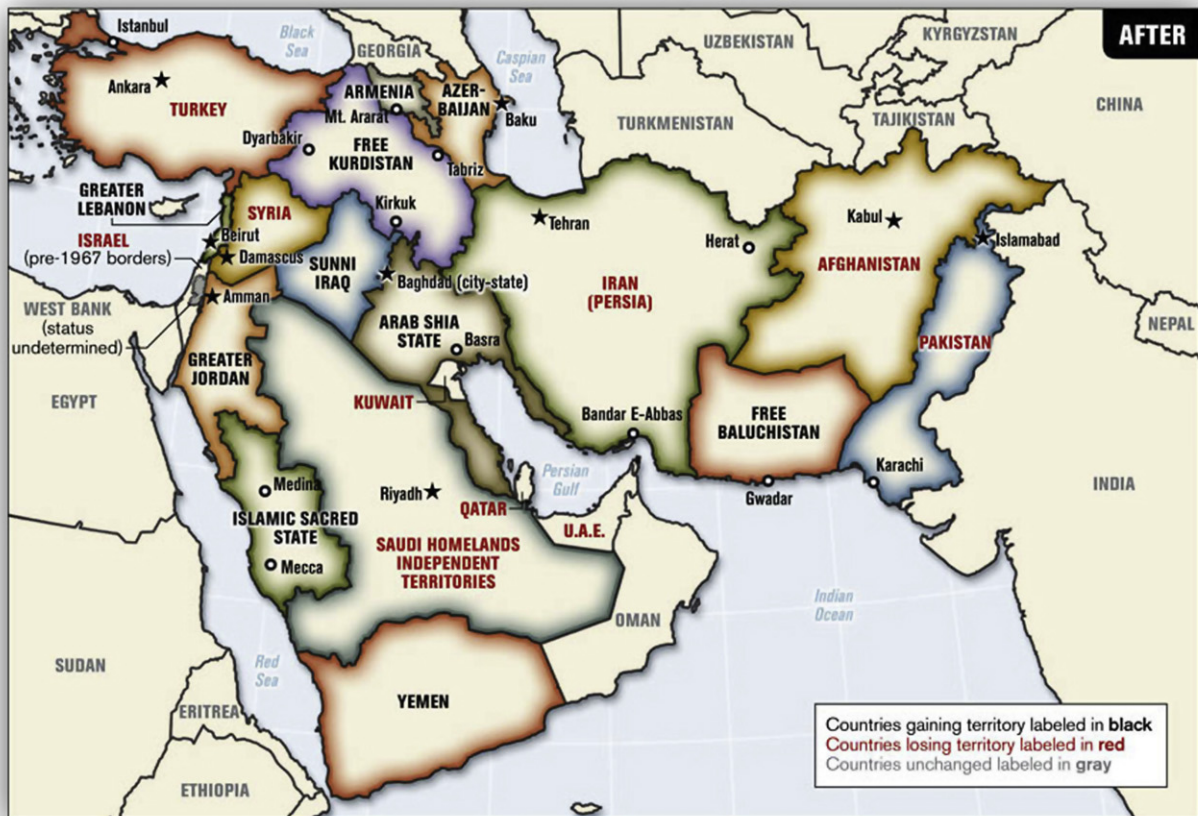 AFTER
Istanbul
Black
Sea
GEORGIA
Caspian
Sea
UZBEKISTAN
KYRGYZSTAN
Ankara
TURKEY
ARMENIA
AZER-
BAIJAN
Mt. Ararat
Baku
TURKMENISTAN
TAJIKISTAN
CHINA
Dyarbakir
FREE
KURDISTAN
Tabriz
GREATER
LEBANON
SYRIA
Kirkuk
Tehran
Herat
Kabul
Islamabad
ISRAEL
(pre-1967 borders)
Beirut
Damascus
SUNNI
IRAQ
Baghdad (city-state)
IRAN
(PERSIA)
AFGHANISTAN
WEST BANK
(status
undetermined)
Amman
ARAB SHIA
STATE
Basra
PAKISTAN
NEPAL
GREATER
JORDAN
EGYPT
KUWAIT
Bandar E-Abbas
FREE
BALUCHISTAN
Persian
Gulf
Karachi
Gwadar
INDIA
Medina
Riyadh
QATAR
ISLAMIC SACRED
STATE
U.A.E.
Mecca
SAUDI HOMELANDS
INDEPENDENT
TERRITORIES
OMAN
Indian
Ocean
SUDAN
Red
Sea
YEMEN
ERITREA
ETHIOPIA
Countries gaining territory labeled in black
Countries losing territory labeled in red
Countries unchanged labeled in gray